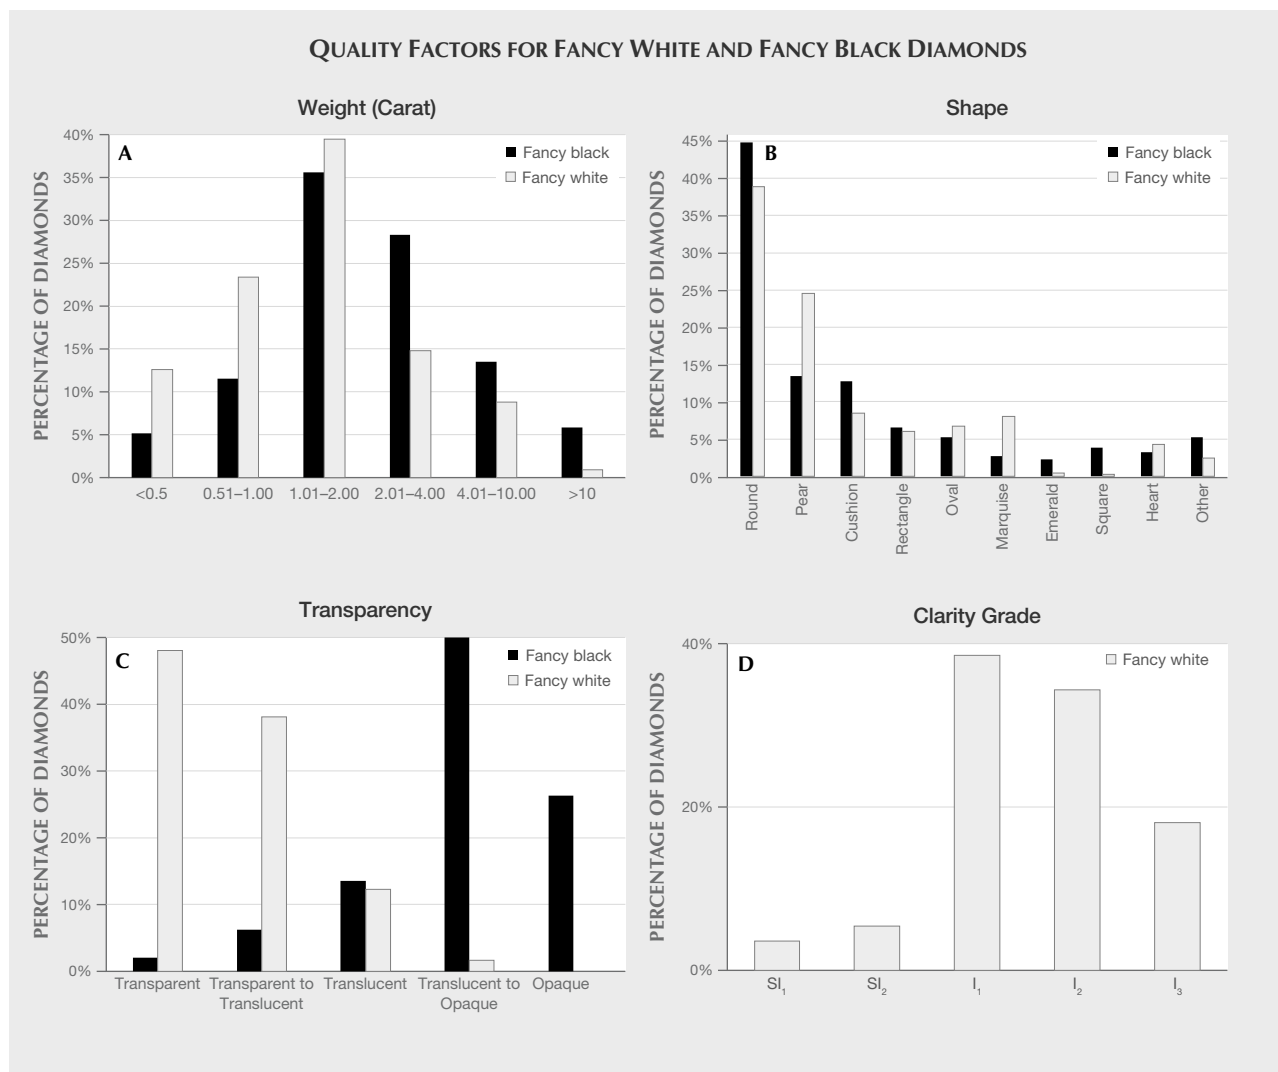 QUALITY FACTORS FOR FANCY WHITE AND FANCY BLACK DIAMONDS
Weight (Carat)
A
Fancy black
Fancy white
PERCENTAGE OF DIAMONDS
40%
35%
30%
25%
20%
15%
10%
5%
0%
<0.5 0.51–1.00 1.01–2.00 2.01–4.00 4.01–10.00 >10
Shape
B
Fancy black
Fancy white
PERCENTAGE OF DIAMONDS
45%
40%
35%
30%
25%
20%
15%
10%
5%
0%
Round
Pear
Cushion
Rectangle
Oval
Marquise
Emerald
Square
Heart
Other
Transparency
C
Fancy black
Fancy white
PERCENTAGE OF DIAMONDS
50%
40%
30%
20%
10%
0%
Transparent Transparent to Translucent Translucent to Opaque
Translucent Opaque
Clarity Grade
D
Fancy white
PERCENTAGE OF DIAMONDS
40%
20%
0%
SI₁ SI₂ I₁ I₂ I₃